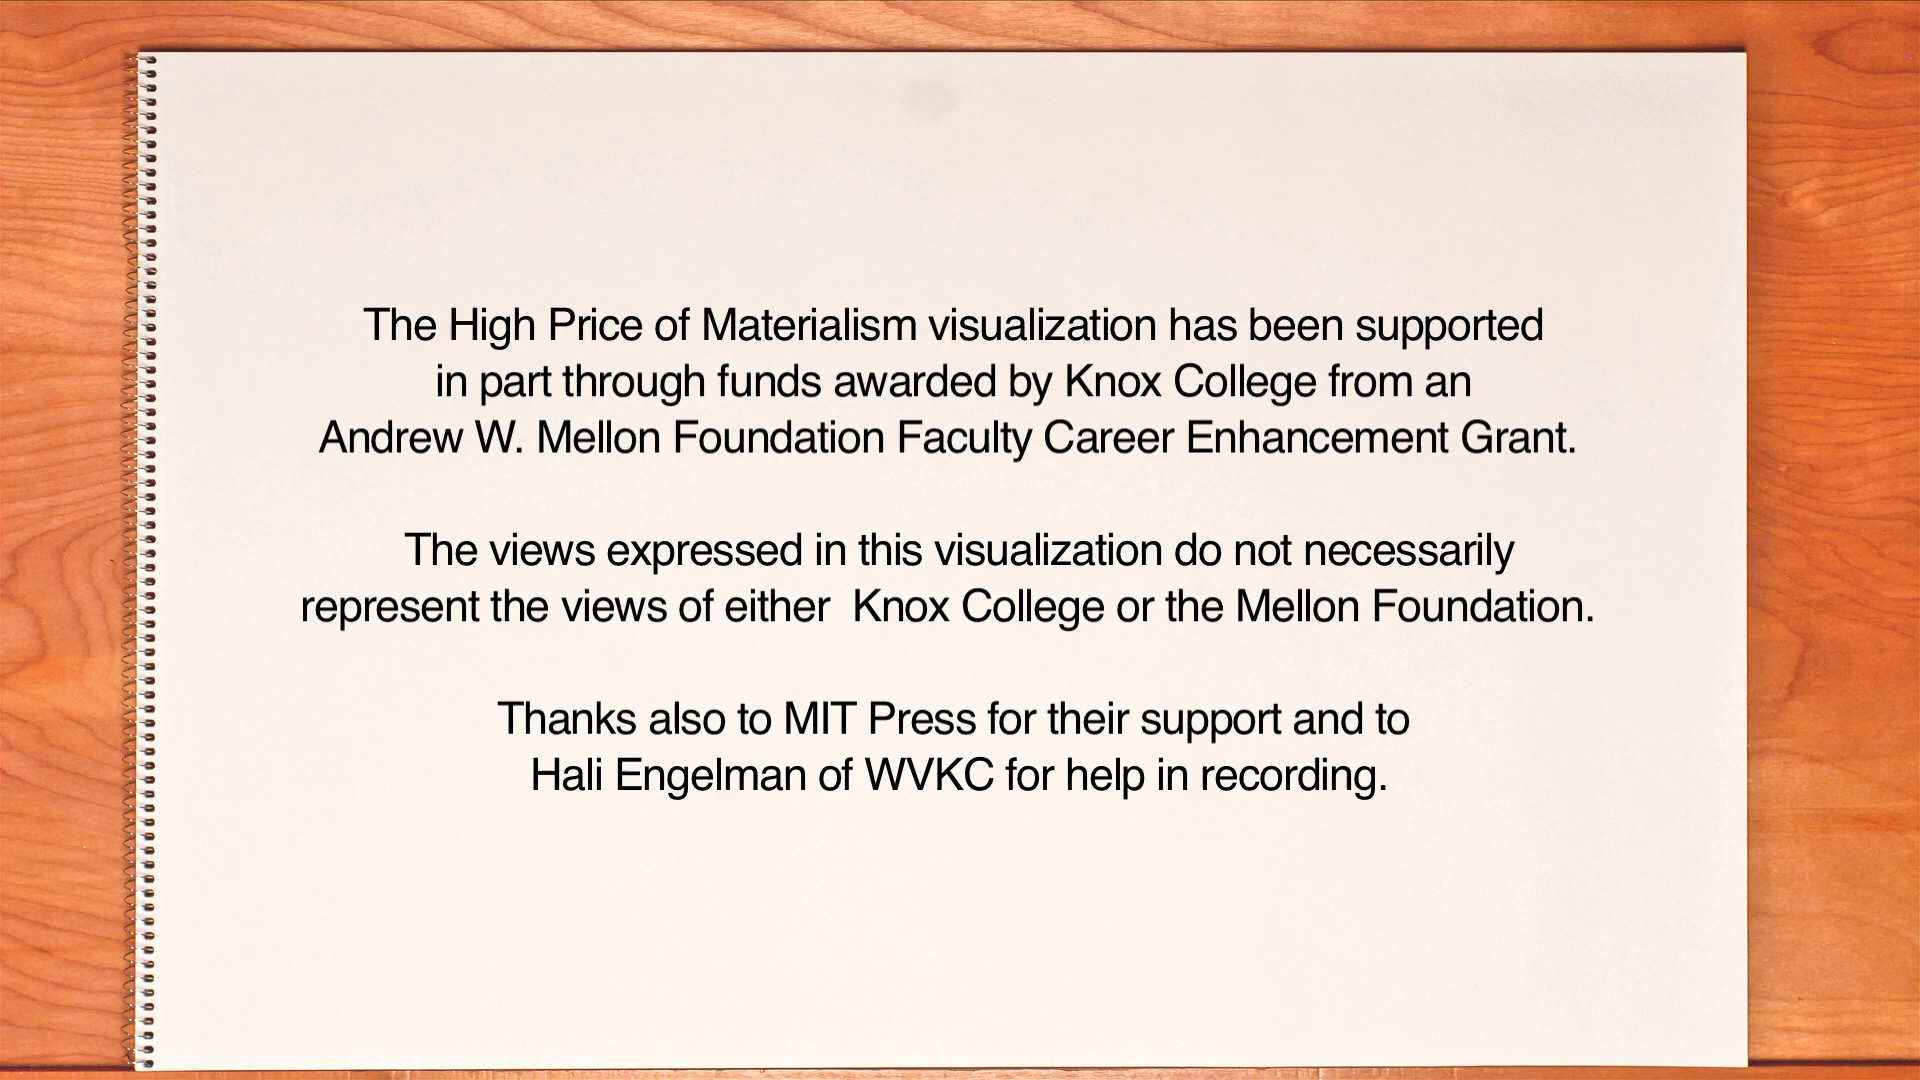 The High Price of Materialism visualization has been supported
in part through funds awarded by Knox College from an
Andrew W. Mellon Foundation Faculty Career Enhancement Grant.
The views expressed in this visualization do not necessarily
represent the views of either  Knox College or the Mellon Foundation.
Thanks also to MIT Press for their support and to
Hali Engelman of WVKC for help in recording.